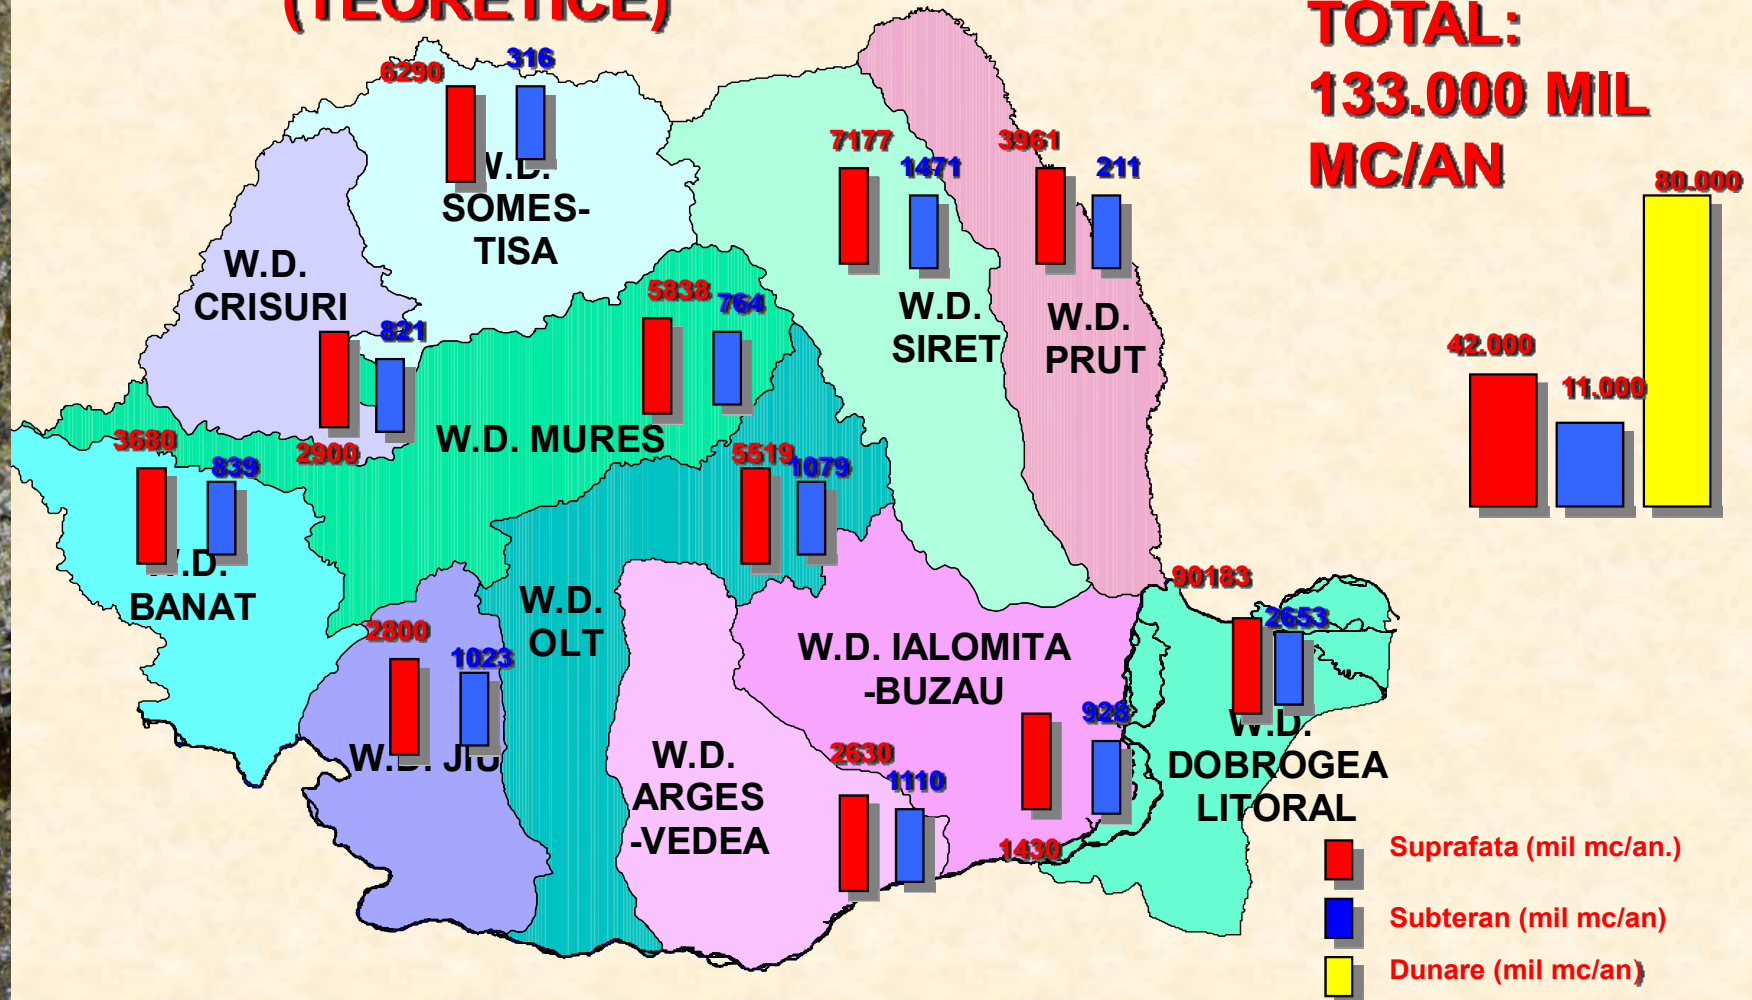 (TEORETICE)
TOTAL:
133.000 MIL
MC/AN
6290
316
W.D.
SOMES-
TISA
7177
1471
3961
211
80.000
W.D.
CRISURI
821
2900
5838
764
W.D. MURES
W.D.
SIRET
W.D.
PRUT
42.000
11.000
3680
839
W.D.
BANAT
5519
1079
W.D.
OLT
2800
1023
W.D. JIU
W.D. IALOMITA
-BUZAU
928
1430
W.D.
ARGES
-VEDEA
2630
1110
90183
2653
W.D.
DOBROGEA
LITORAL
Suprafata (mil mc/an.)
Subteran (mil mc/an)
Dunare (mil mc/an)